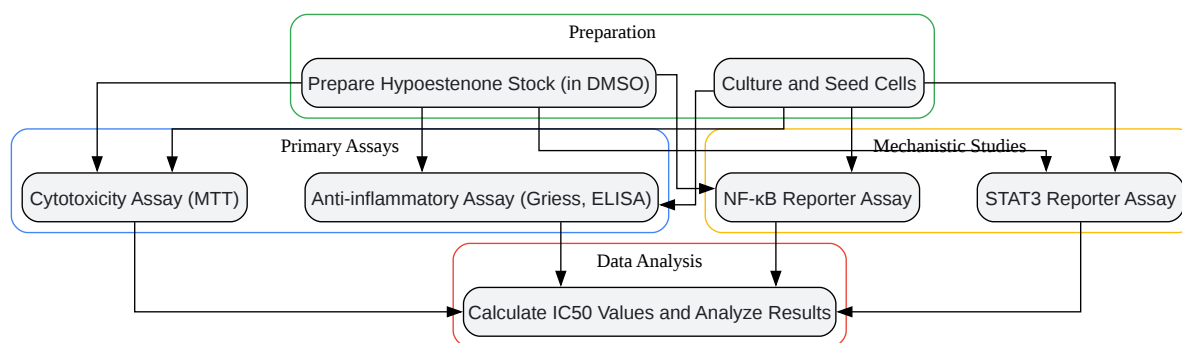 Preparation
Prepare Hypoestenone Stock (in DMSO)
Culture and Seed Cells
Primary Assays
Mechanistic Studies
Cytotoxicity Assay (MTT)
Anti-inflammatory Assay (Griess, ELISA)
NF-κB Reporter Assay
STAT3 Reporter Assay
Data Analysis
Calculate IC50 Values and Analyze Results